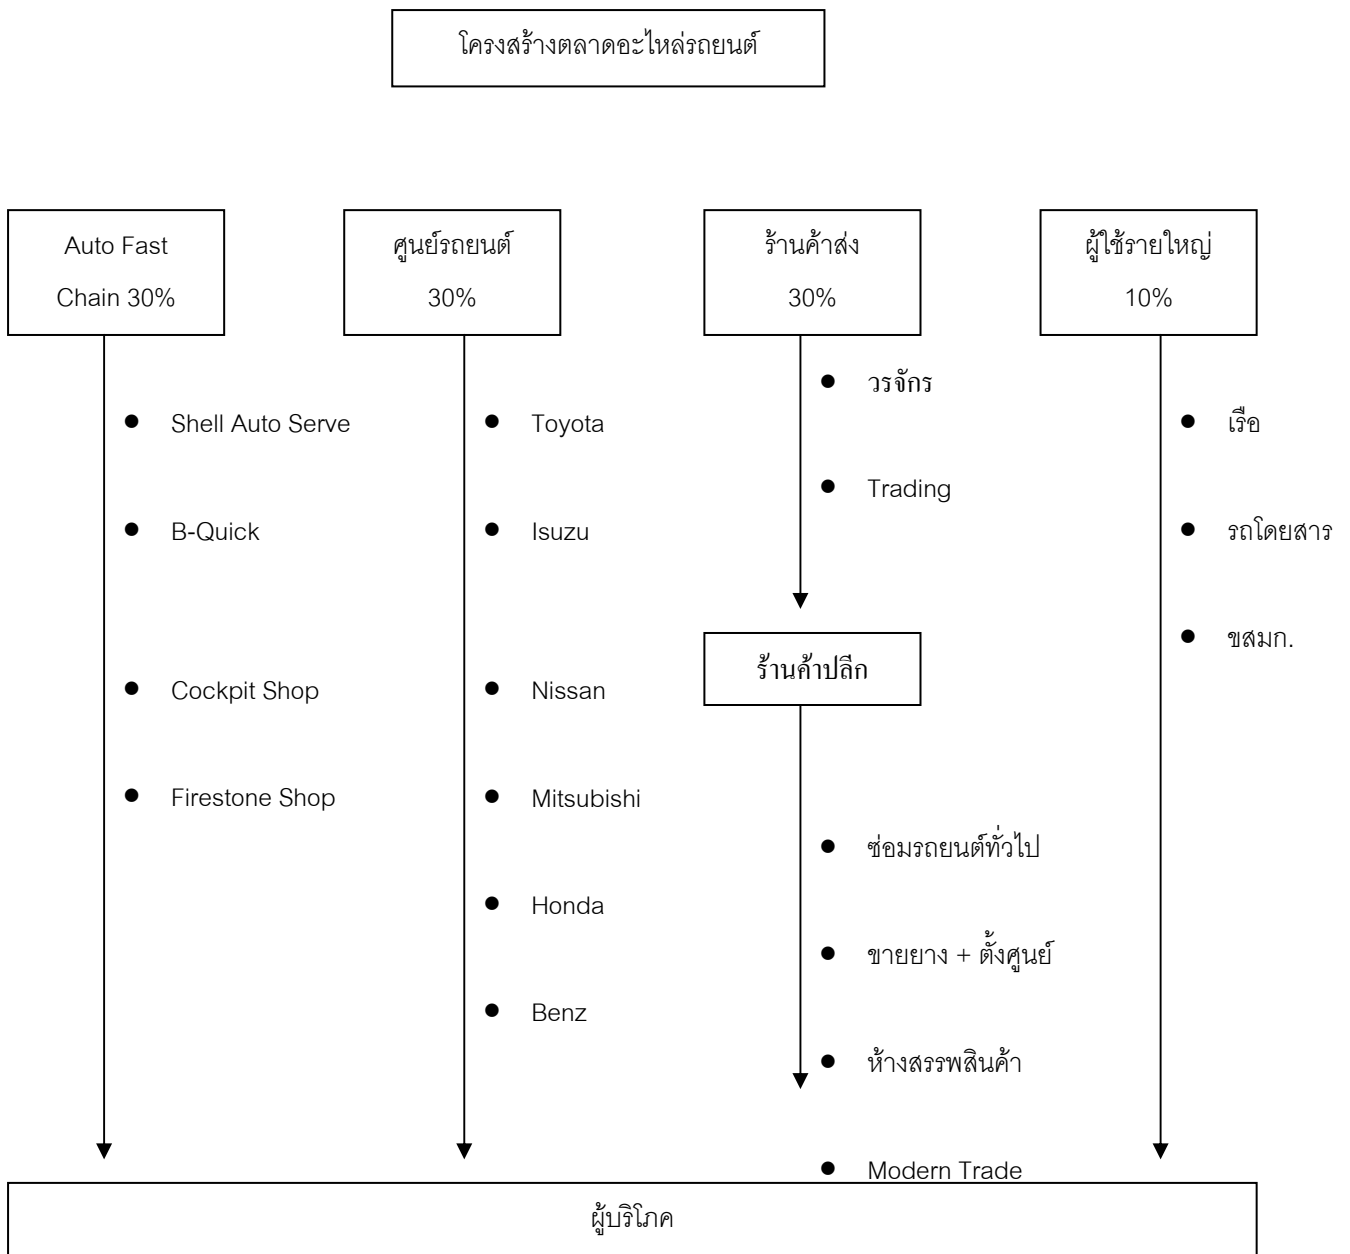 โครงสร้างตลาดอะไหล่รถยนต์
Auto Fast
Chain 30%
ศูนย์รถยนต์
30%
ร้านค้าส่ง
30%
ผู้ใช้รายใหญ่
10%
● Shell Auto Serve
● B-Quick
● Cockpit Shop
● Firestone Shop
● Toyota
● Isuzu
● Nissan
● Mitsubishi
● Honda
● Benz
● วรจักร
● Trading
ร้านค้าปลีก
● ซ่อมรถยนต์ทั่วไป
● ขายยาง + ตั้งศูนย์
● ห้างสรรพสินค้า
● Modern Trade
● เรือ
● รถโดยสาร
● ขสมก.
ผู้บริโภค